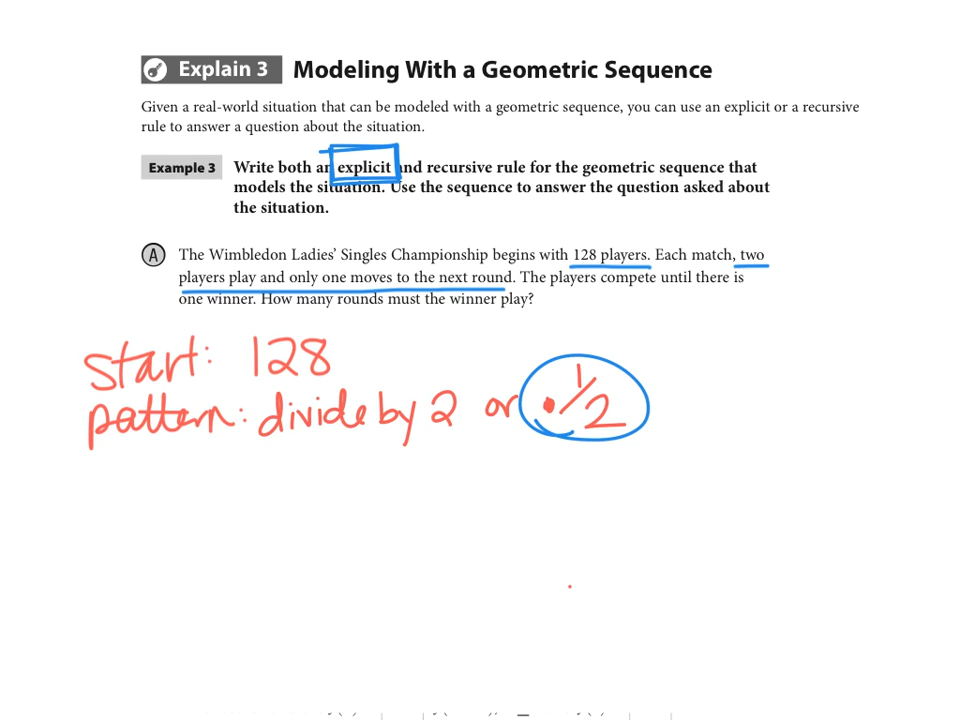 Explain 3 Modeling With a Geometric Sequence
Given a real-world situation that can be modeled with a geometric sequence, you can use an explicit or a recursive
rule to answer a question about the situation.
Example 3 Write both an explicit and recursive rule for the geometric sequence that
models the situation. Use the sequence to answer the question asked about
the situation.
A The Wimbledon Ladies' Singles Championship begins with 128 players. Each match, two
players play and only one moves to the next round. The players compete until there is
one winner. How many rounds must the winner play?
start: 128
pattern: divide by 2 or • 1/2